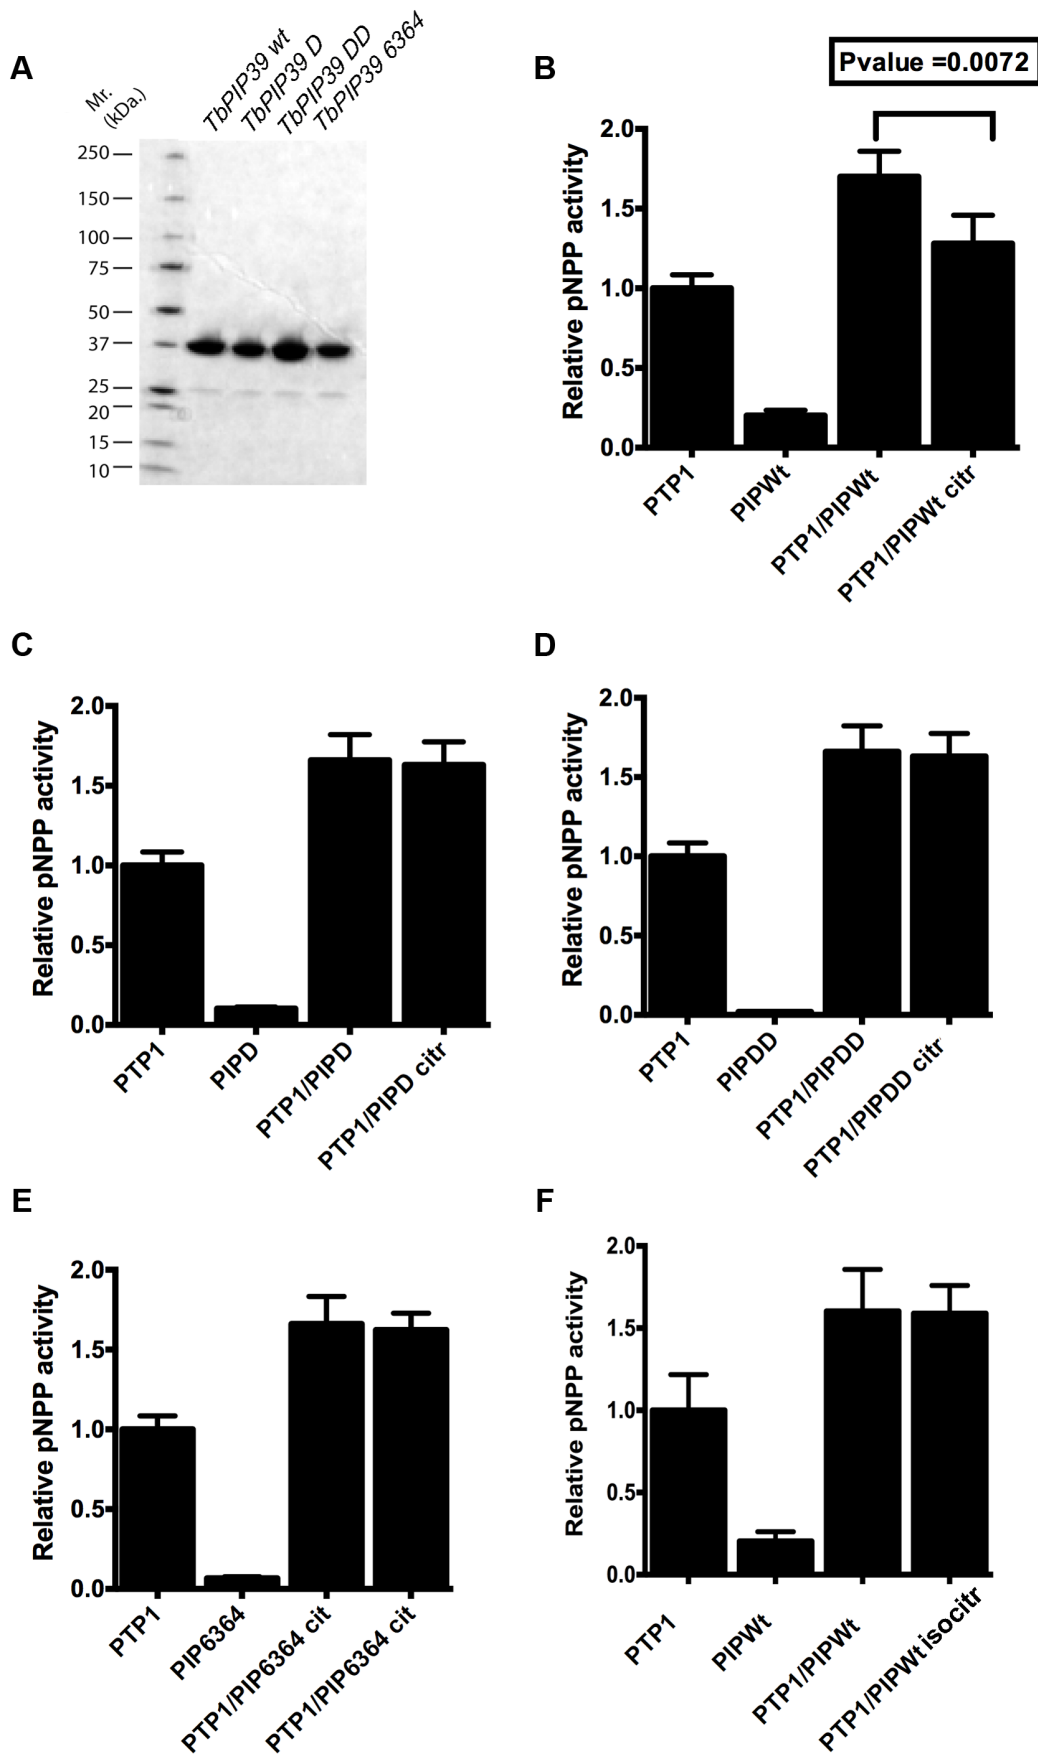 A
Mr.
(kDa.)
TbPIP39 wt
TbPIP39 D
TbPIP39 DD
TbPIP39 6364
250
150
100
75
50
37
25
20
15
10
B
Pvalue =0.0072
Relative pNPP activity
2.0
1.5
1.0
0.5
0.0
PTP1
PIPWt
PTP1/PIPWt
PTP1/PIPWt citr
C
Relative pNPP activity
2.0
1.5
1.0
0.5
0.0
PTP1
PIPD
PTP1/PIPD
PTP1/PIPD citr
D
Relative pNPP activity
2.0
1.5
1.0
0.5
0.0
PTP1
PIPDD
PTP1/PIPDD
PTP1/PIPDD citr
E
Relative pNPP activity
2.0
1.5
1.0
0.5
0.0
PTP1
PIP6364
PTP1/PIP6364 cit
PTP1/PIP6364 cit
F
Relative pNPP activity
2.0
1.5
1.0
0.5
0.0
PTP1
PIPWt
PTP1/PIPWt
PTP1/PIPWt isocitr